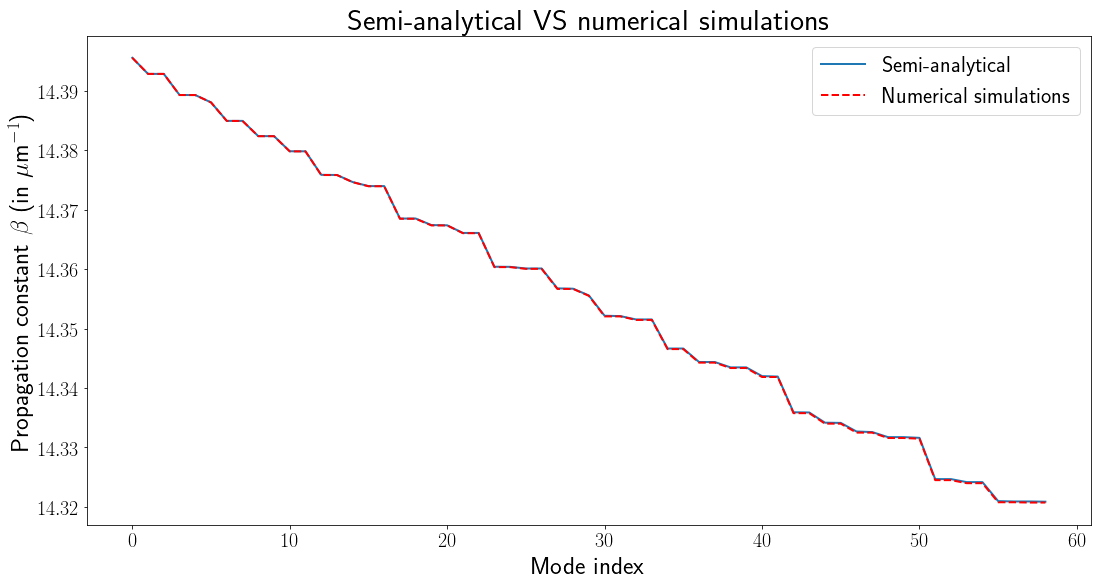 Semi-analytical VS numerical simulations
Semi-analytical
Numerical simulations
Propagation constant β (in μm⁻¹)
14.39
14.38
14.37
14.36
14.35
14.34
14.33
14.32
0 10 20 30 40 50 60
Mode index